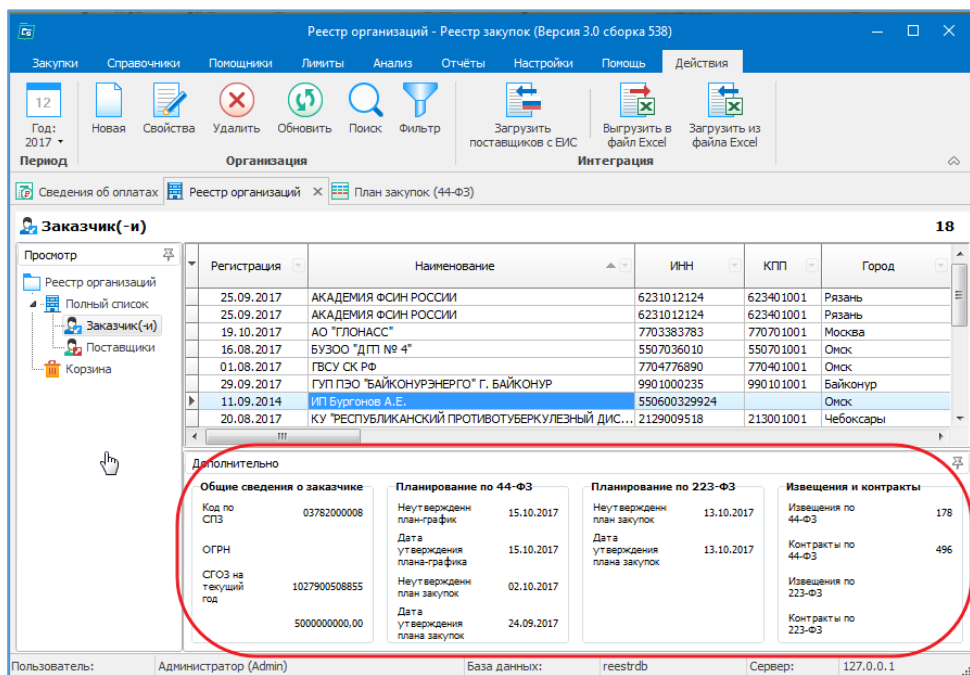 Реестр организаций - Реестр закупок (Версия 3.0 сборка 538)
Закупки Справочники Помощники Лимиты Анализ Отчёты Настройки Помощь Действия
12
Год: 2017
Новая
Свойства
Удалить
Обновить
Поиск
Фильтр
Загрузить поставщиков с ЕИС
Выгрузить в файл Excel
Загрузить из файла Excel
Период Организация Интеграция
Сведения об оплатах Реестр организаций План закупок (44-ФЗ)
Заказчик(-и) 18
Просмотр
Реестр организаций
Полный список
Заказчик(-и)
Поставщики
Корзина
Регистрация Наименование ИНН КПП Город
25.09.2017 АКАДЕМИЯ ФСИН РОССИИ 6231012124 623401001 Рязань
25.09.2017 АКАДЕМИЯ ФСИН РОССИИ 6231012124 623401001 Рязань
19.10.2017 АО "ГЛОНАСС" 7703383783 770701001 Москва
16.08.2017 БУЗОО "ДГП № 4" 5507036010 550701001 Омск
01.08.2017 ГВСУ СК РФ 7704776890 770401001 Омск
29.09.2017 ГУП ПЭО "БАЙКОНУРЭНЕРГО" Г. БАЙКОНУР 9901000235 990101001 Байконур
11.09.2014 ИП Бургонов А.Е. 550600329924 Омск
20.08.2017 КУ "РЕСПУБЛИКАНСКИЙ ПРОТИВОТУБЕРКУЛЕЗНЫЙ ДИС... 2129009518 213001001 Чебоксары
Дополнительно
Общие сведения о заказчике
Код по
СПЗ 03782000008
ОГРН
СГОЗ на
текущий 1027900508855
год
5000000000,00
Планирование по 44-ФЗ
Неутвержденн
план-график 15.10.2017
Дата
утверждения 15.10.2017
плана-графика
Неутвержденн
план закупок 02.10.2017
Дата
утверждения 24.09.2017
плана закупок
Планирование по 223-ФЗ
Неутвержденн
план закупок 13.10.2017
Дата
утверждения 13.10.2017
плана закупок
Извещения и контракты
Извещения по
44-ФЗ 178
Контракты по
44-ФЗ 496
Извещения по
223-ФЗ
Контракты по
223-ФЗ
Пользователь: Администратор (Admin) База данных: reestrdb Сервер: 127.0.0.1